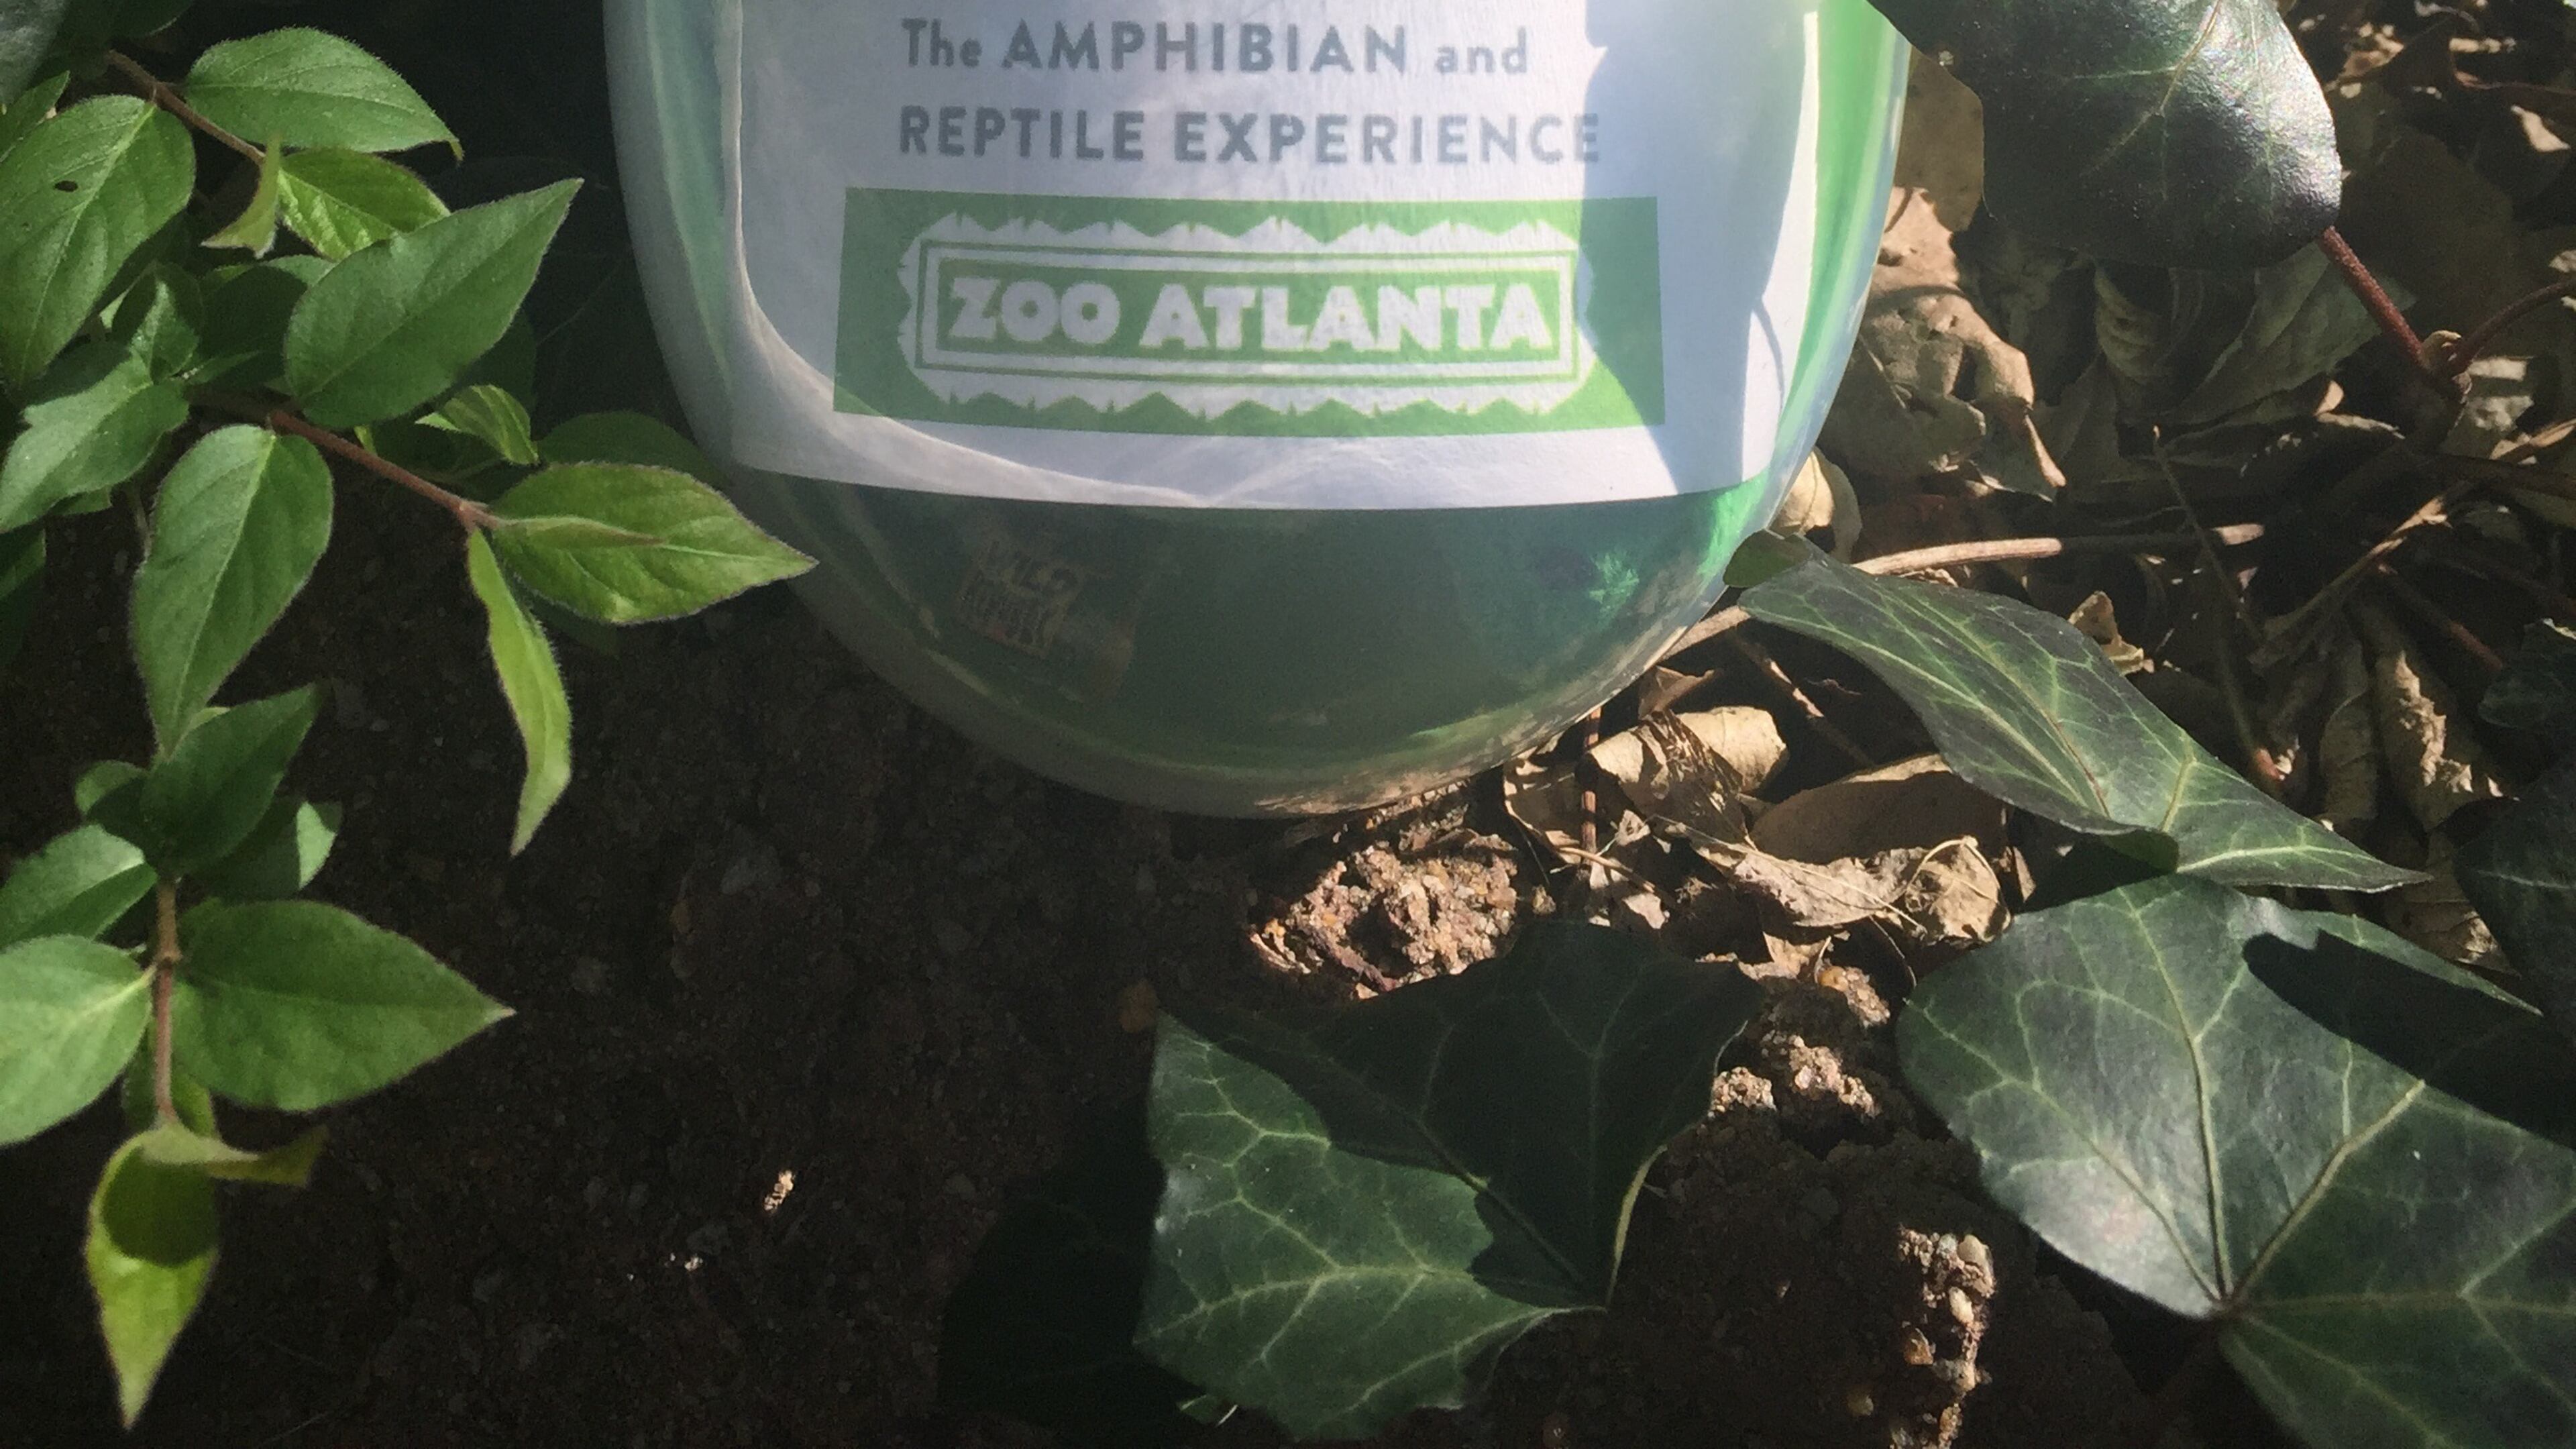 The AMPHIBIAN and
REPTILE EXPERIENCE
ZOO ATLANTA